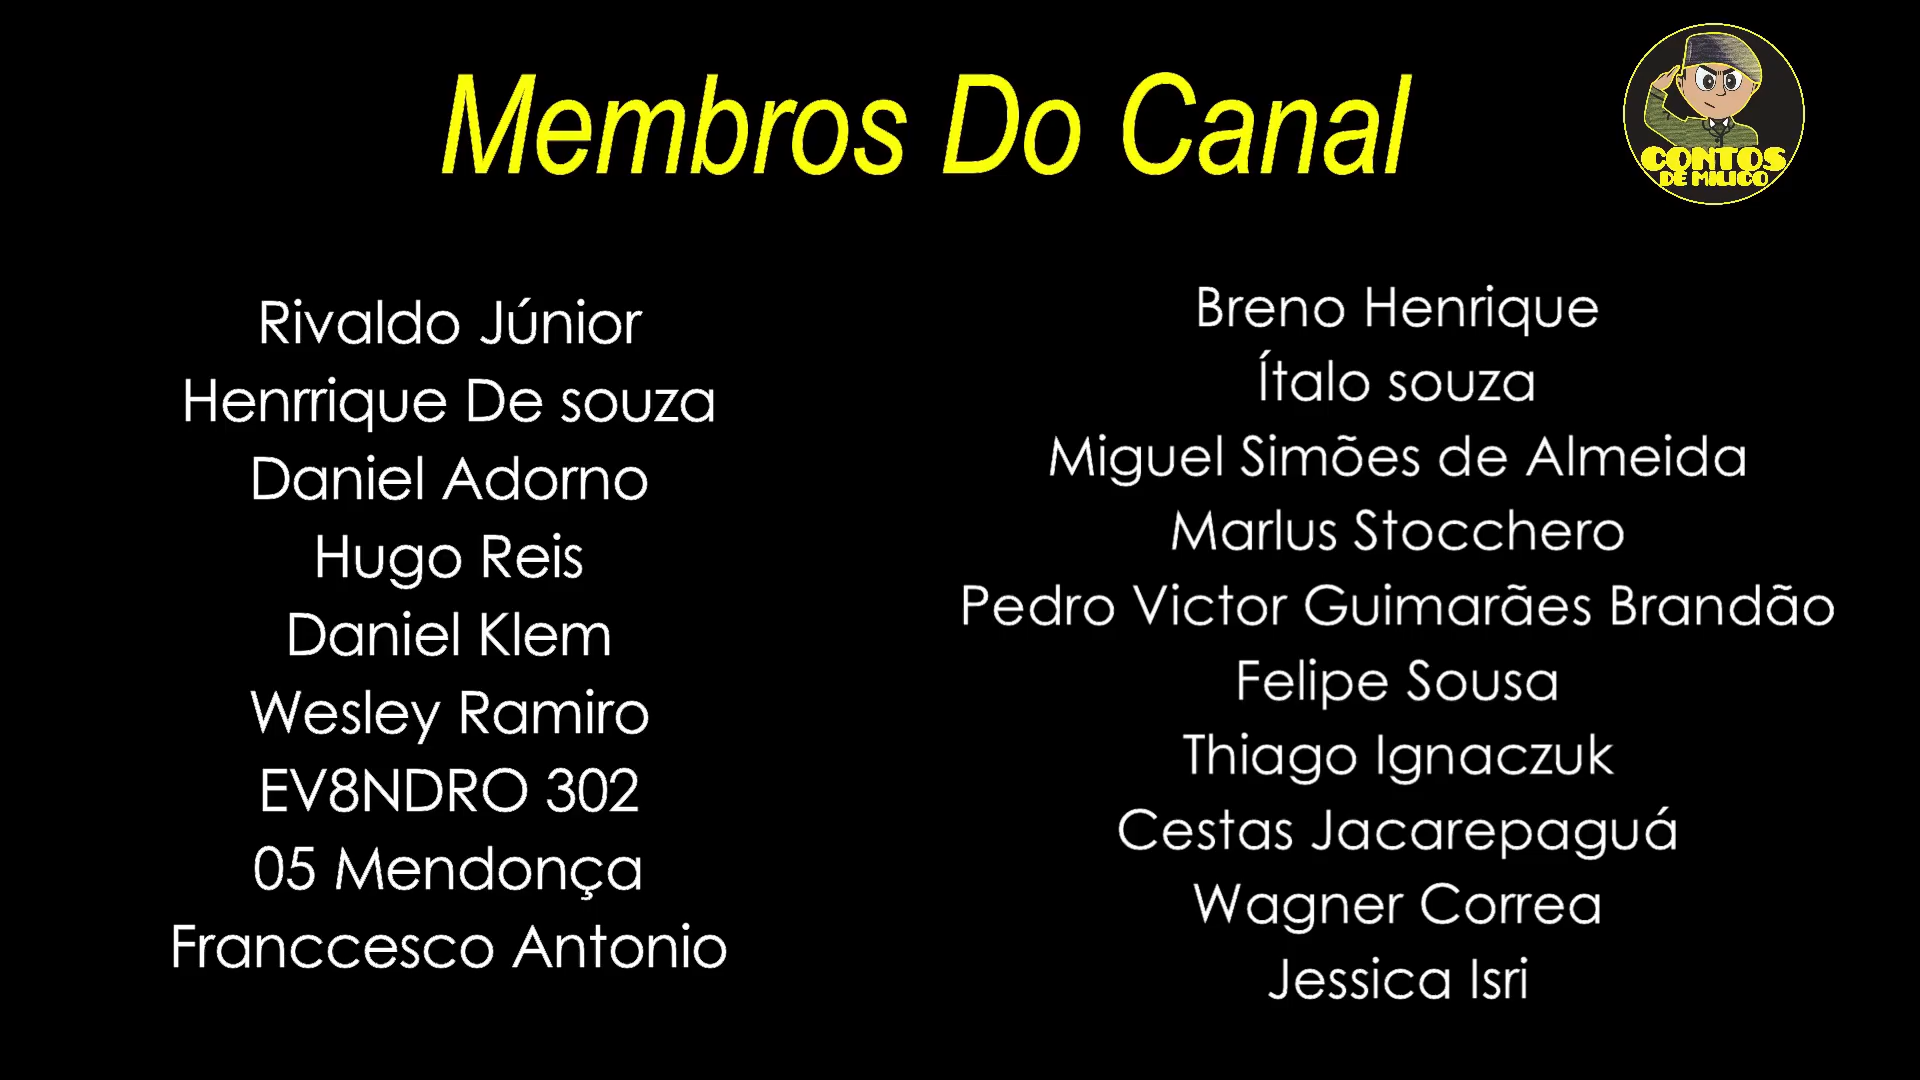 Membros Do Canal
CONTOS
DE MILICO
Rivaldo Júnior
Henrrique De souza
Daniel Adorno
Hugo Reis
Daniel Klem
Wesley Ramiro
EV8NDRO 302
05 Mendonça
Franccesco Antonio
Breno Henrique
Ítalo souza
Miguel Simões de Almeida
Marlus Stocchero
Pedro Victor Guimarães Brandão
Felipe Sousa
Thiago Ignaczuk
Cestas Jacarepaguá
Wagner Correa
Jessica Isri